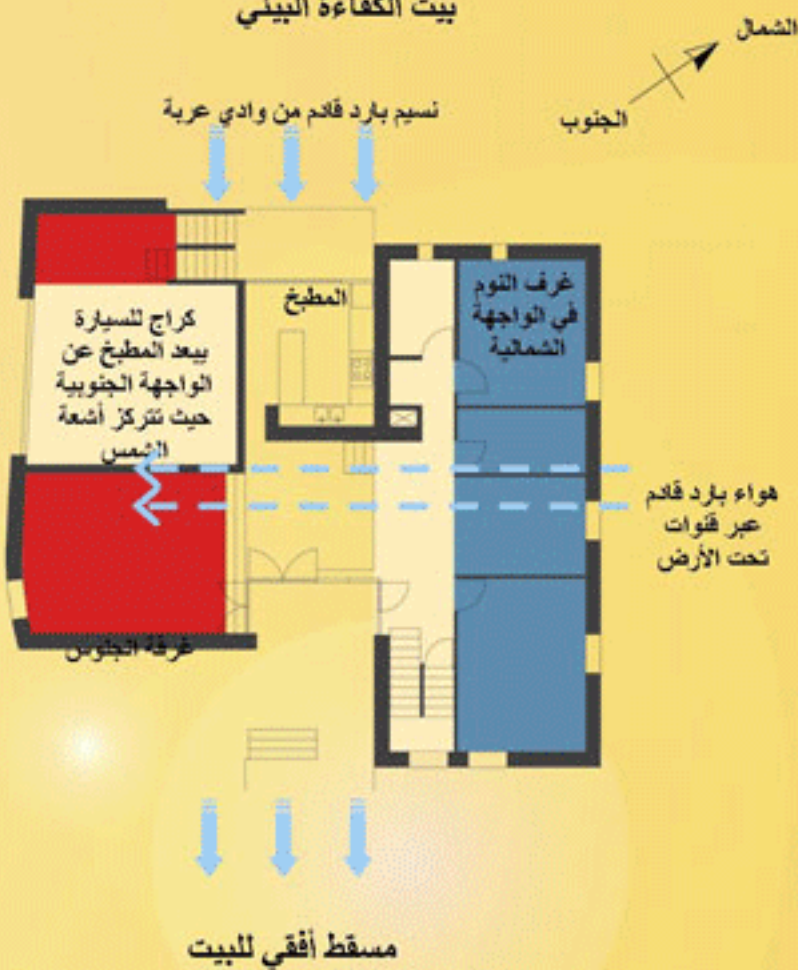 بيت الكفاءة البيئي
الشمال
الجنوب
نسيم بارد قادم من وادي عربة
المطبخ
غرف النوم
في الواجهة
الشمالية
كراج للسيارة
يبعد المطبخ عن
الواجهة الجنوبية
حيث تتركز أشعة
الشمس
هواء بارد قادم
عبر قنوات
تحت الأرض
غرفة الجلوس
مسقط أفقي للبيت